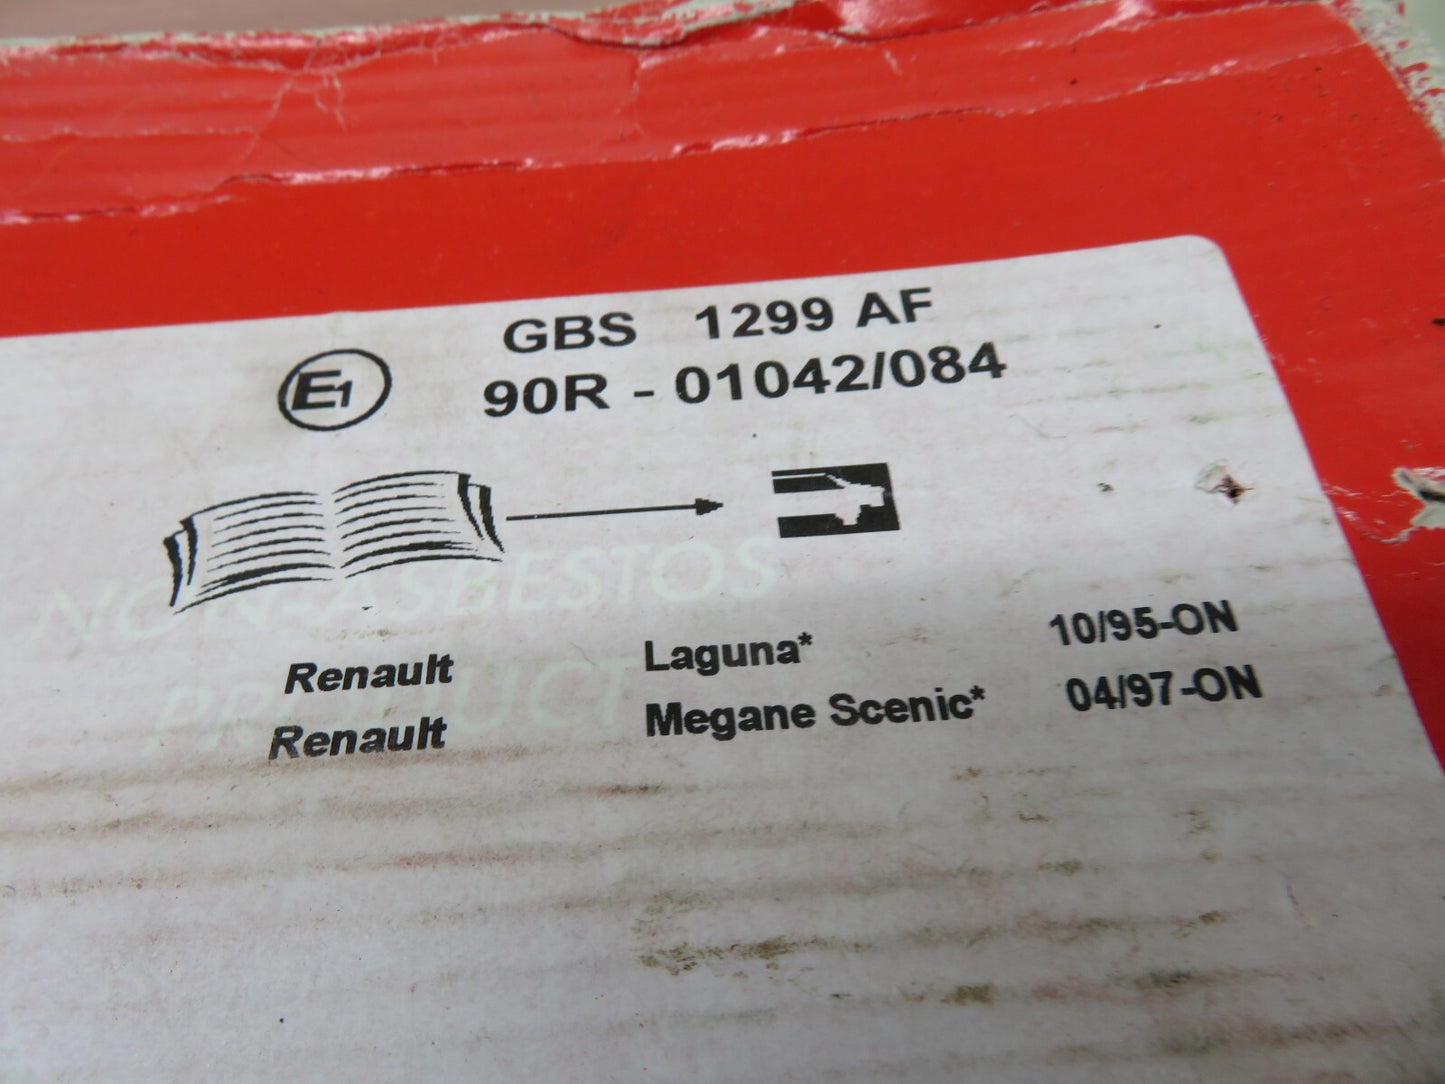 GBS 1299 AF
E1 90R - 01042/084
NON-ASBESTOS
PRODUCT
Renault Laguna* 10/95-ON
Renault Megane Scenic* 04/97-ON